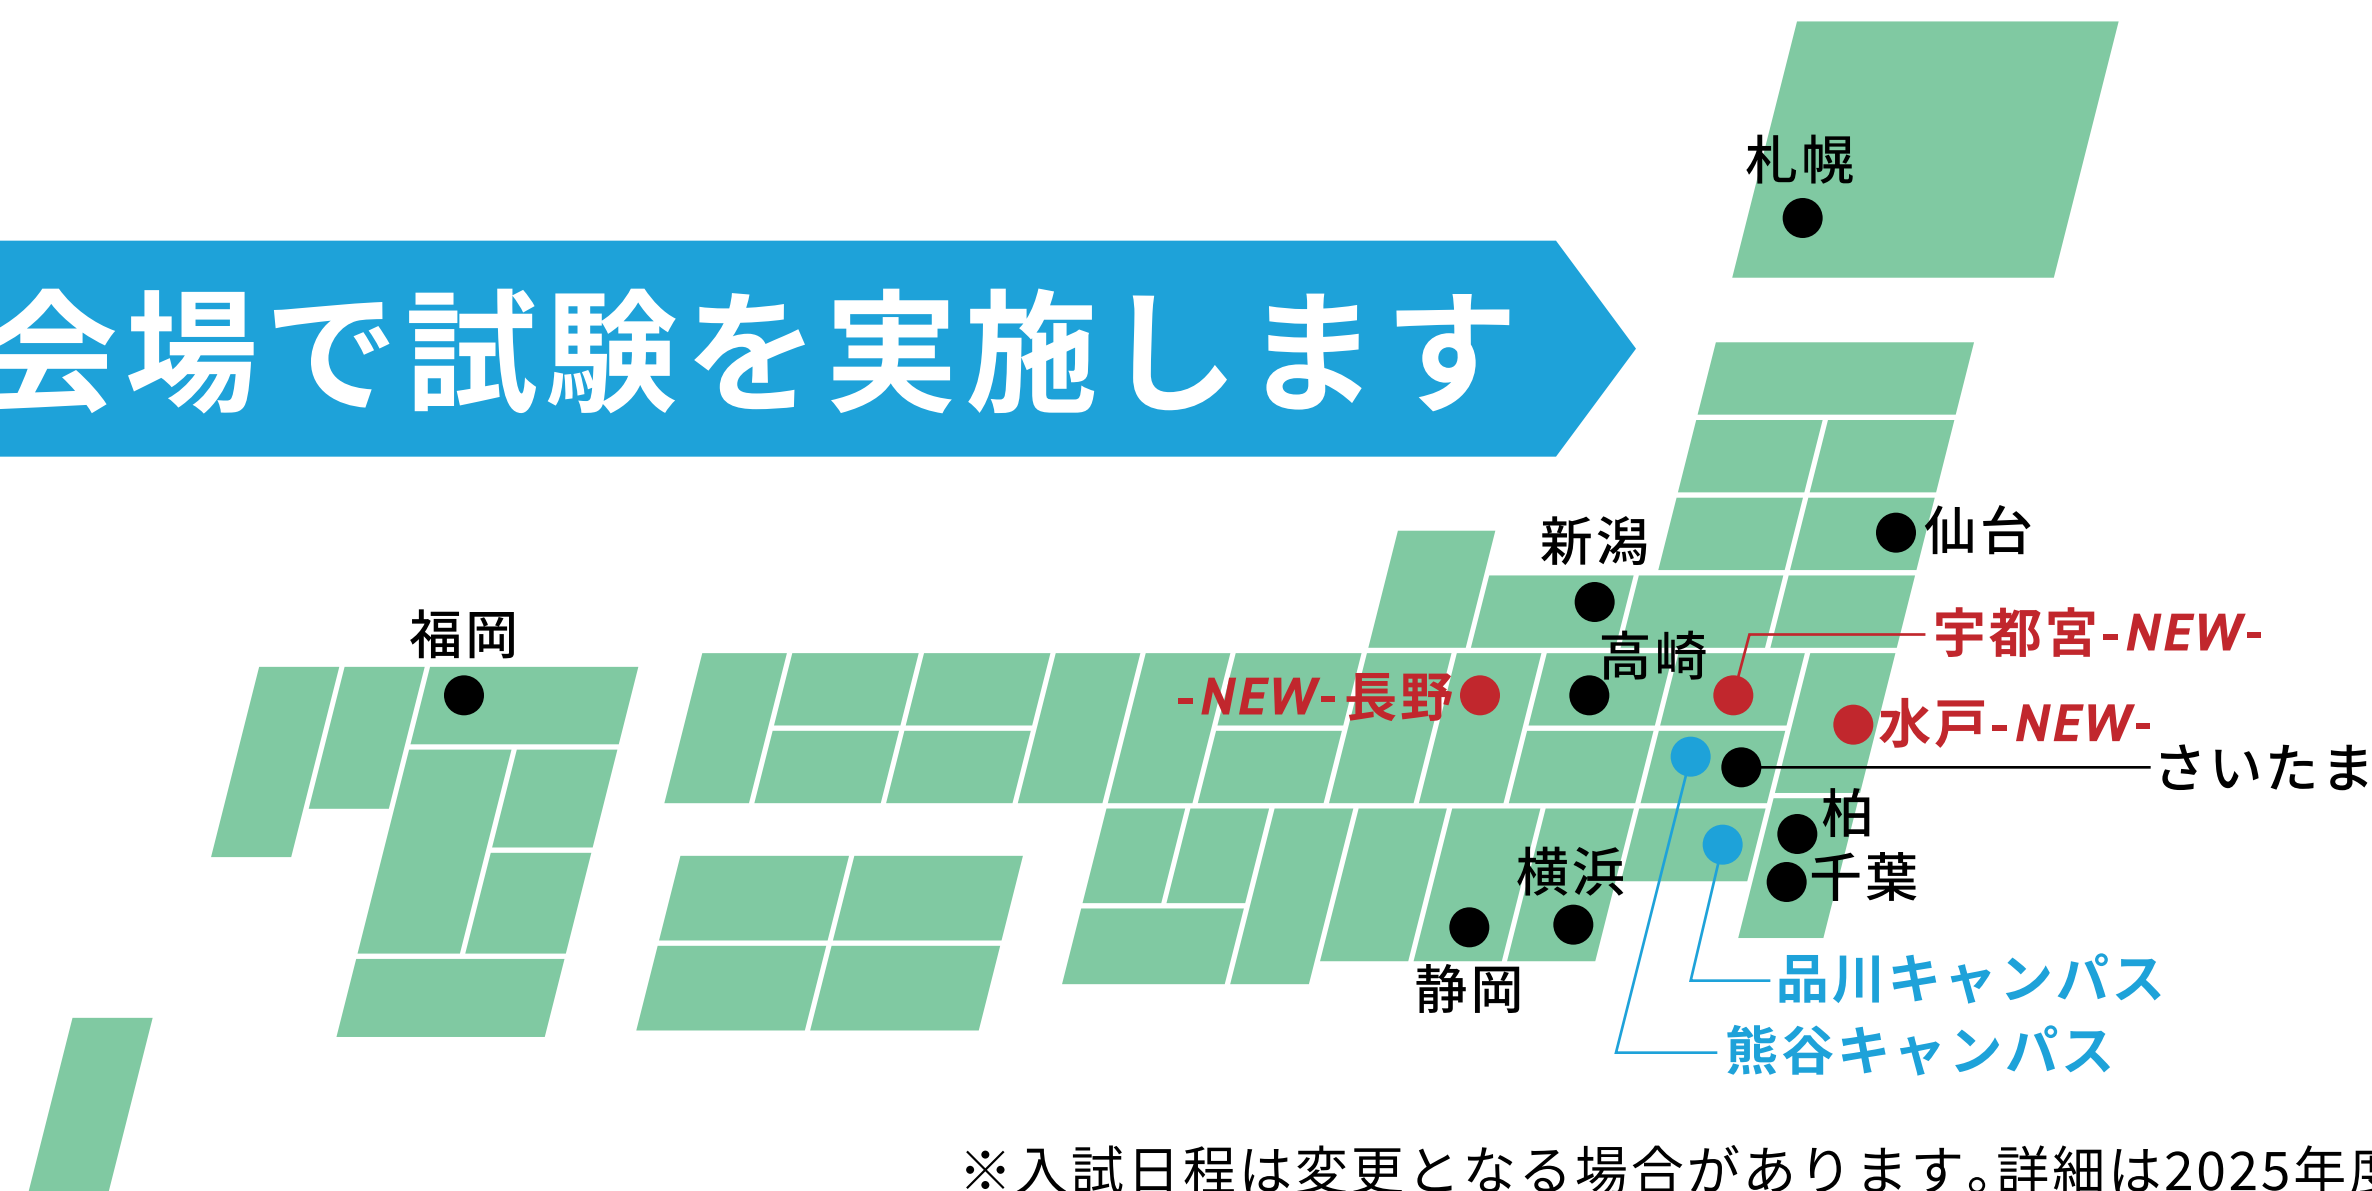 札幌
会場で試験を実施します
仙台
新潟
福岡
宇都宮-NEW-
高崎
-NEW-長野
水戸-NEW-
さいたま
柏
横浜
千葉
静岡
品川キャンパス
熊谷キャンパス
※入試日程は変更となる場合があります。詳細は2025年度